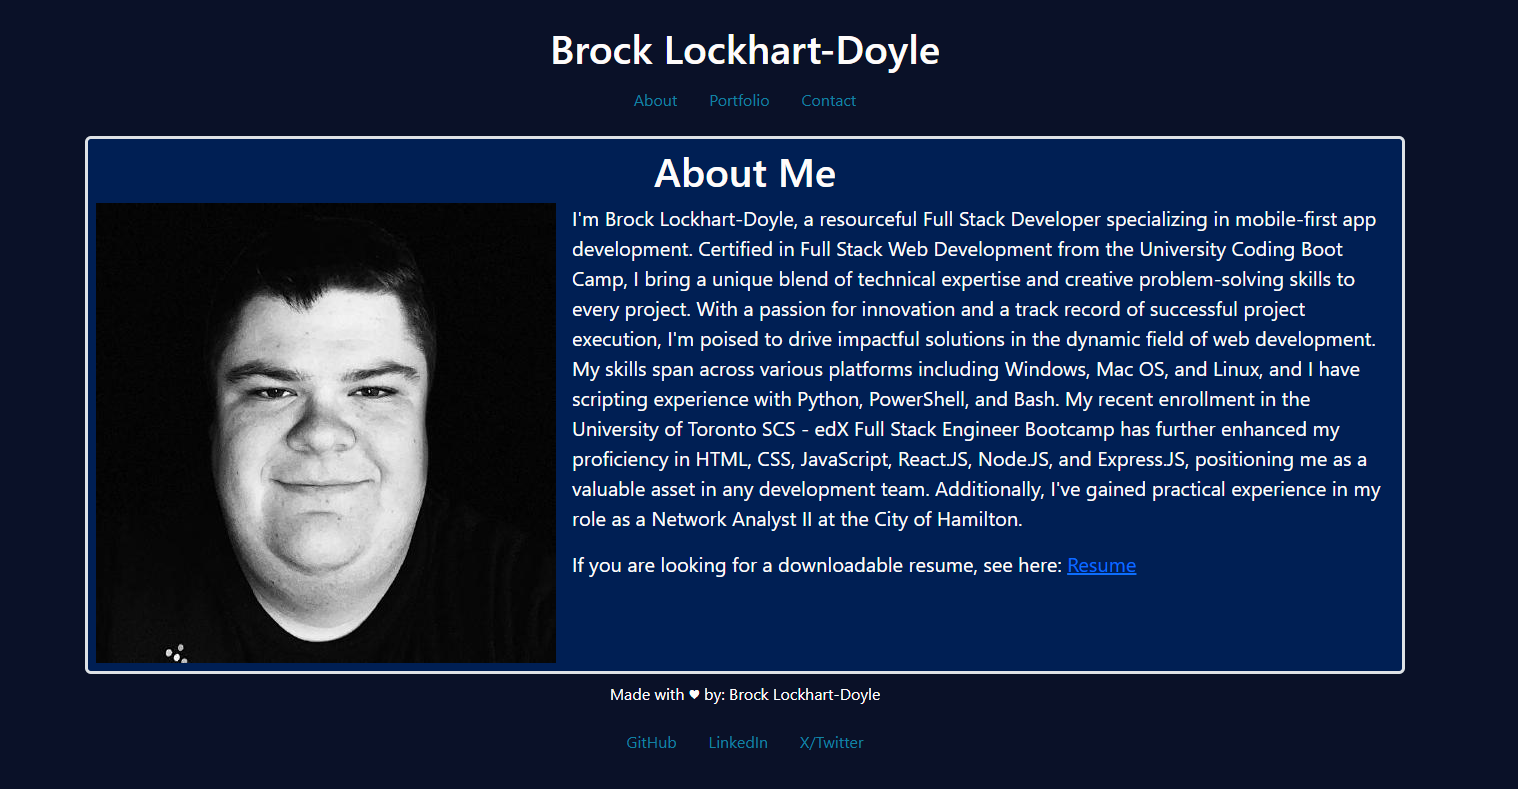 Brock Lockhart-Doyle
About Portfolio Contact
About Me
I'm Brock Lockhart-Doyle, a resourceful Full Stack Developer specializing in mobile-first app
development. Certified in Full Stack Web Development from the University Coding Boot
Camp, I bring a unique blend of technical expertise and creative problem-solving skills to
every project. With a passion for innovation and a track record of successful project
execution, I'm poised to drive impactful solutions in the dynamic field of web development.
My skills span across various platforms including Windows, Mac OS, and Linux, and I have
scripting experience with Python, PowerShell, and Bash. My recent enrollment in the
University of Toronto SCS - edX Full Stack Engineer Bootcamp has further enhanced my
proficiency in HTML, CSS, JavaScript, React.JS, Node.JS, and Express.JS, positioning me as a
valuable asset in any development team. Additionally, I've gained practical experience in my
role as a Network Analyst II at the City of Hamilton.
If you are looking for a downloadable resume, see here: Resume
Made with ♥ by: Brock Lockhart-Doyle
GitHub LinkedIn X/Twitter